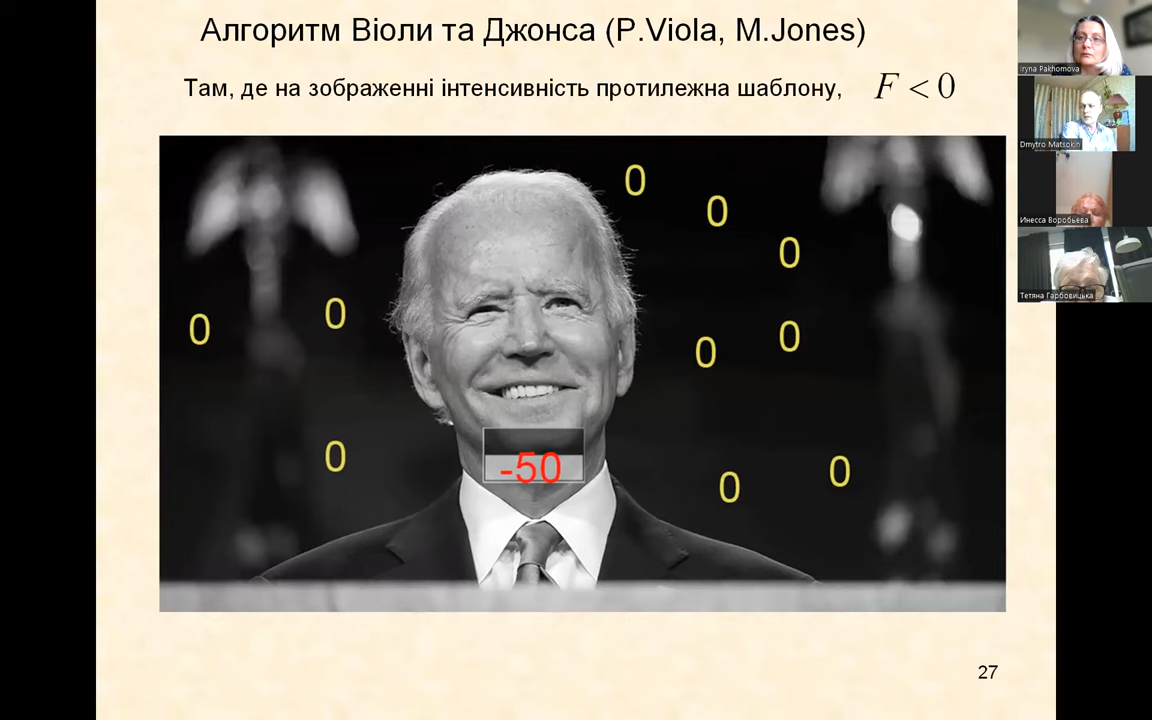 Алгоритм Віоли та Джонса (P.Viola, M.Jones)
Там, де на зображенні інтенсивність протилежна шаблону, F < 0
0
0
0
0
0
0
0
0
-50
0
0
27
Iryna Pakhomova
Dmytro Matsokin
Инесса Воробьева
Тетяна Гарбовицька